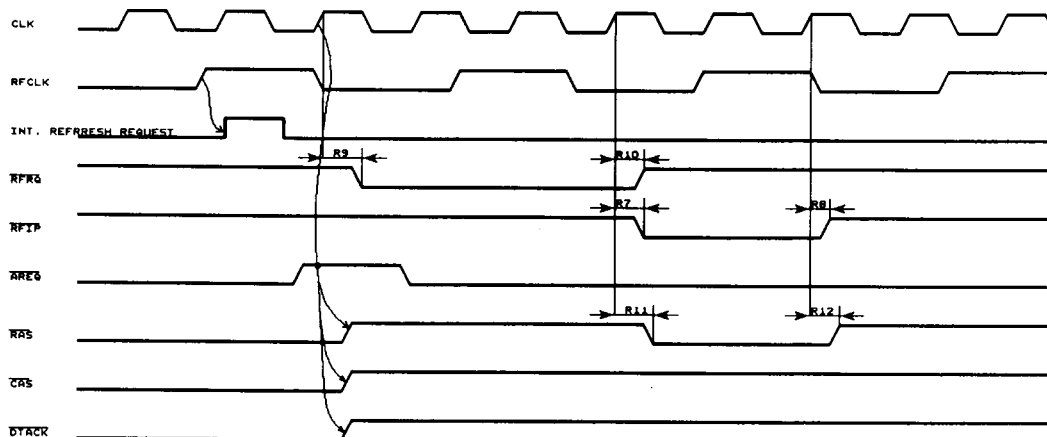 CLK
RFCLK
INT. REFRRESH REQUEST
R9
R10
RFRQ
R7
R8
RFIP
AREQ
R11
R12
RAS
CAS
DTACK